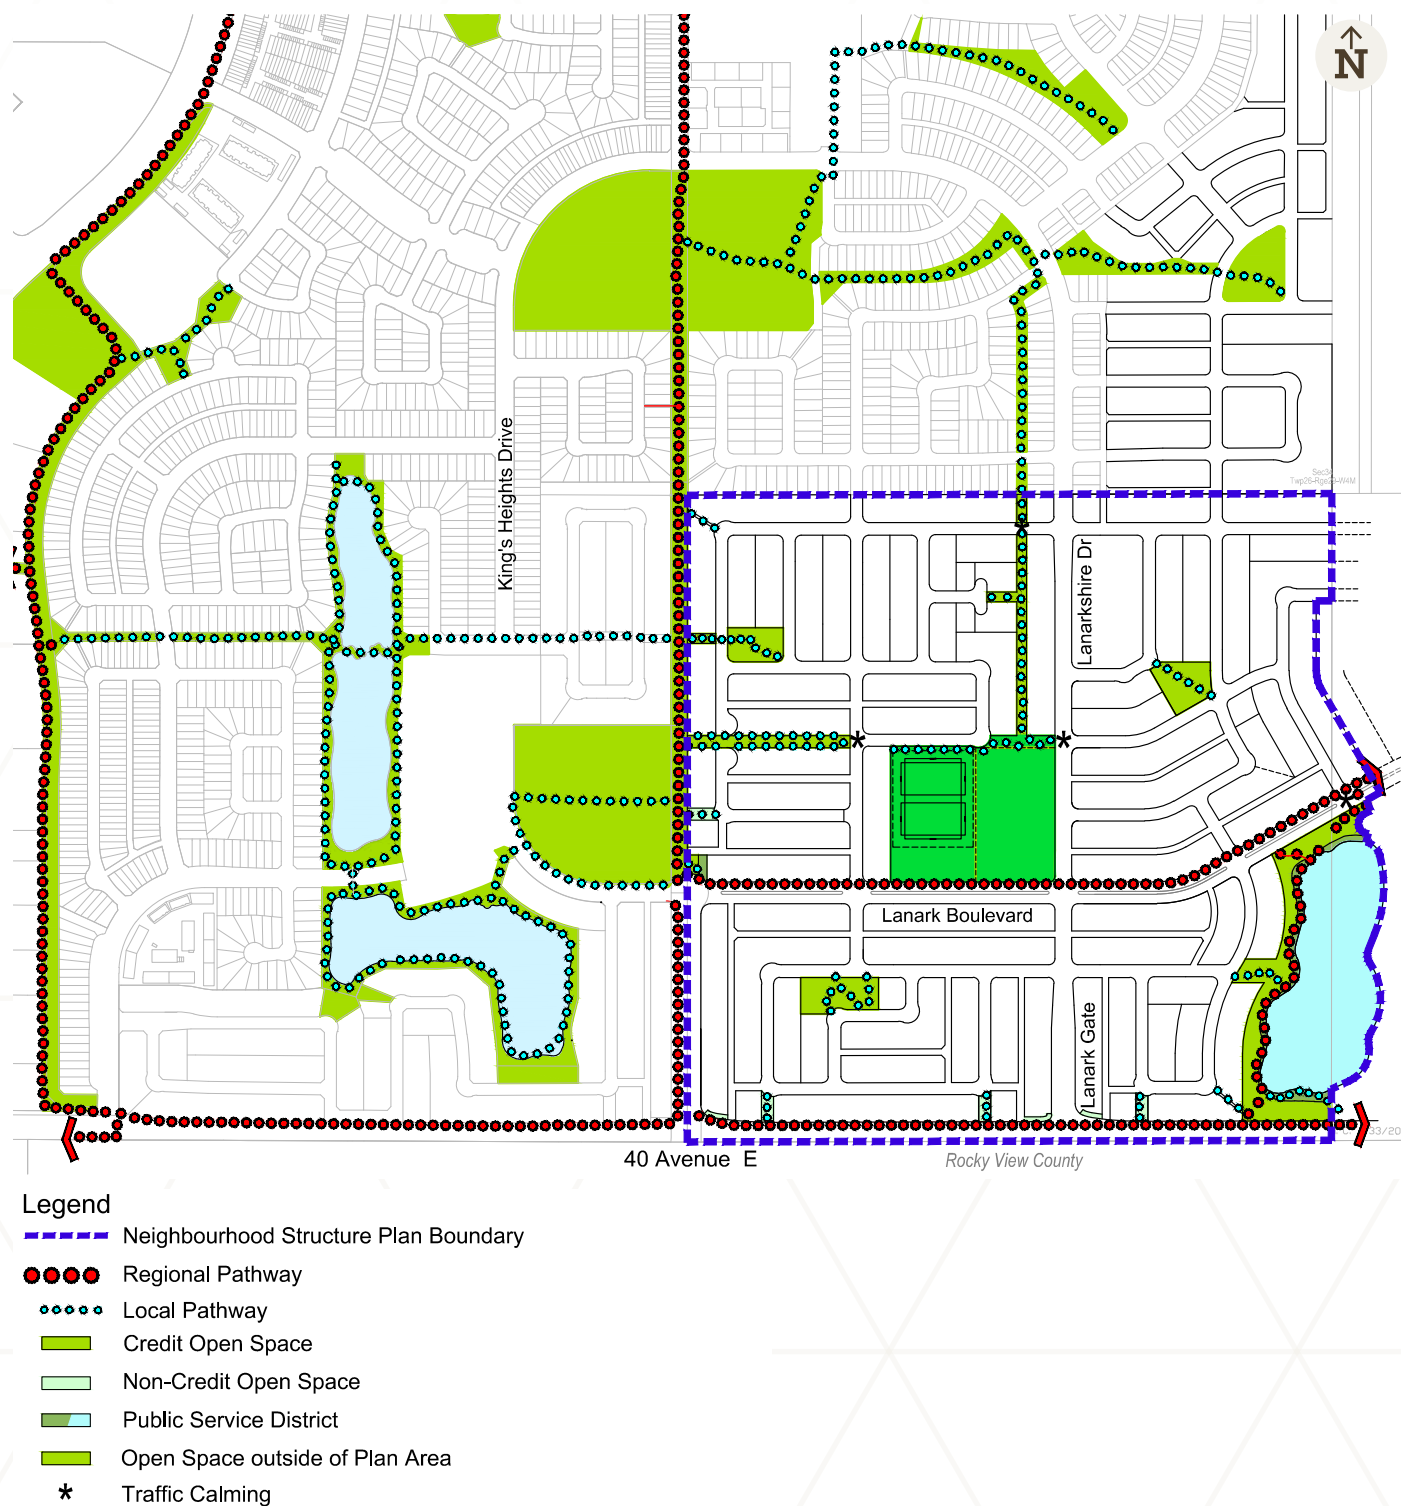 N
King's Heights Drive
Lanarkshire Dr
Lanark Boulevard
Lanark Gate
40 Avenue E
Rocky View County
Legend
Neighbourhood Structure Plan Boundary
Regional Pathway
Local Pathway
Credit Open Space
Non-Credit Open Space
Public Service District
Open Space outside of Plan Area
* Traffic Calming